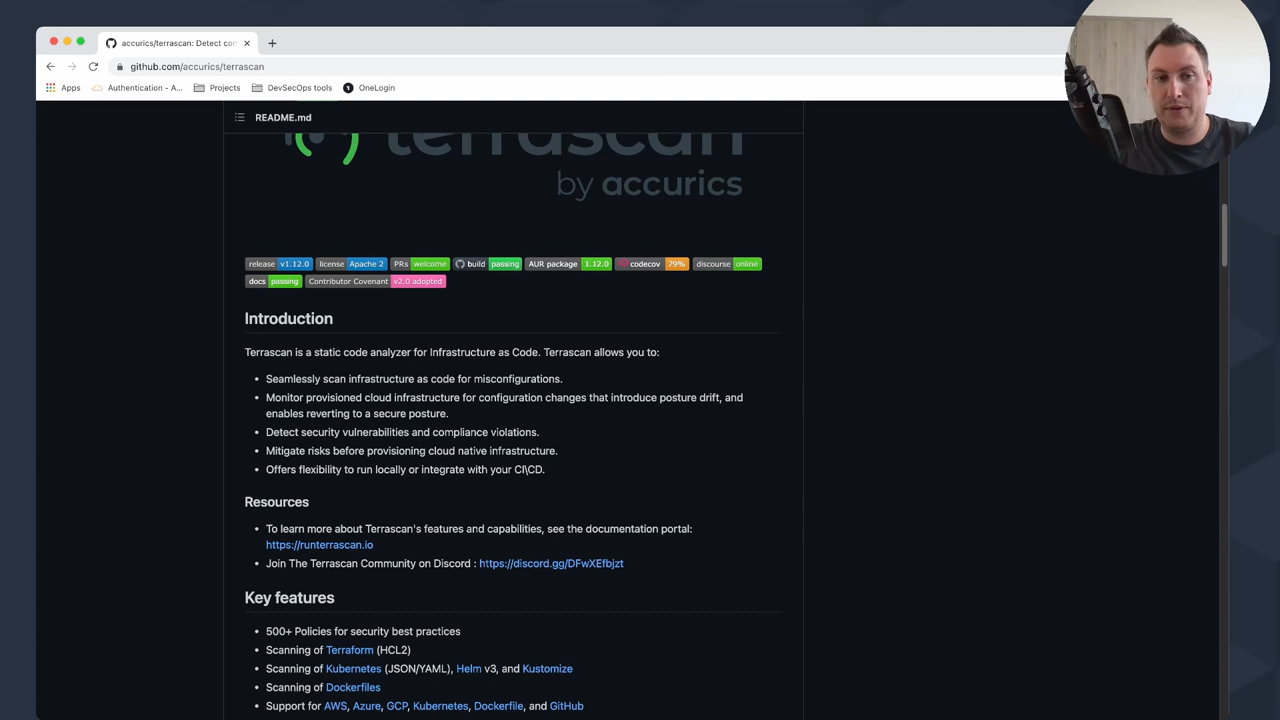 accurics/terrascan: Detect con
github.com/accurics/terrascan
Apps
Authentication - A...
Projects
DevSecOps tools
OneLogin
README.md
terrascan
by accurics
release v1.12.0 license Apache 2 PRs welcome build passing AUR package 1.12.0 codecov 79% discourse online
docs passing Contributor Covenant v2.0 adopted
Introduction
Terrascan is a static code analyzer for Infrastructure as Code. Terrascan allows you to:
• Seamlessly scan infrastructure as code for misconfigurations.
• Monitor provisioned cloud infrastructure for configuration changes that introduce posture drift, and
enables reverting to a secure posture.
• Detect security vulnerabilities and compliance violations.
• Mitigate risks before provisioning cloud native infrastructure.
• Offers flexibility to run locally or integrate with your CI\CD.
Resources
• To learn more about Terrascan's features and capabilities, see the documentation portal:
https://runterrascan.io
• Join The Terrascan Community on Discord : https://discord.gg/DFwXEfbjzt
Key features
• 500+ Policies for security best practices
• Scanning of Terraform (HCL2)
• Scanning of Kubernetes (JSON/YAML), Helm v3, and Kustomize
• Scanning of Dockerfiles
• Support for AWS, Azure, GCP, Kubernetes, Dockerfile, and GitHub